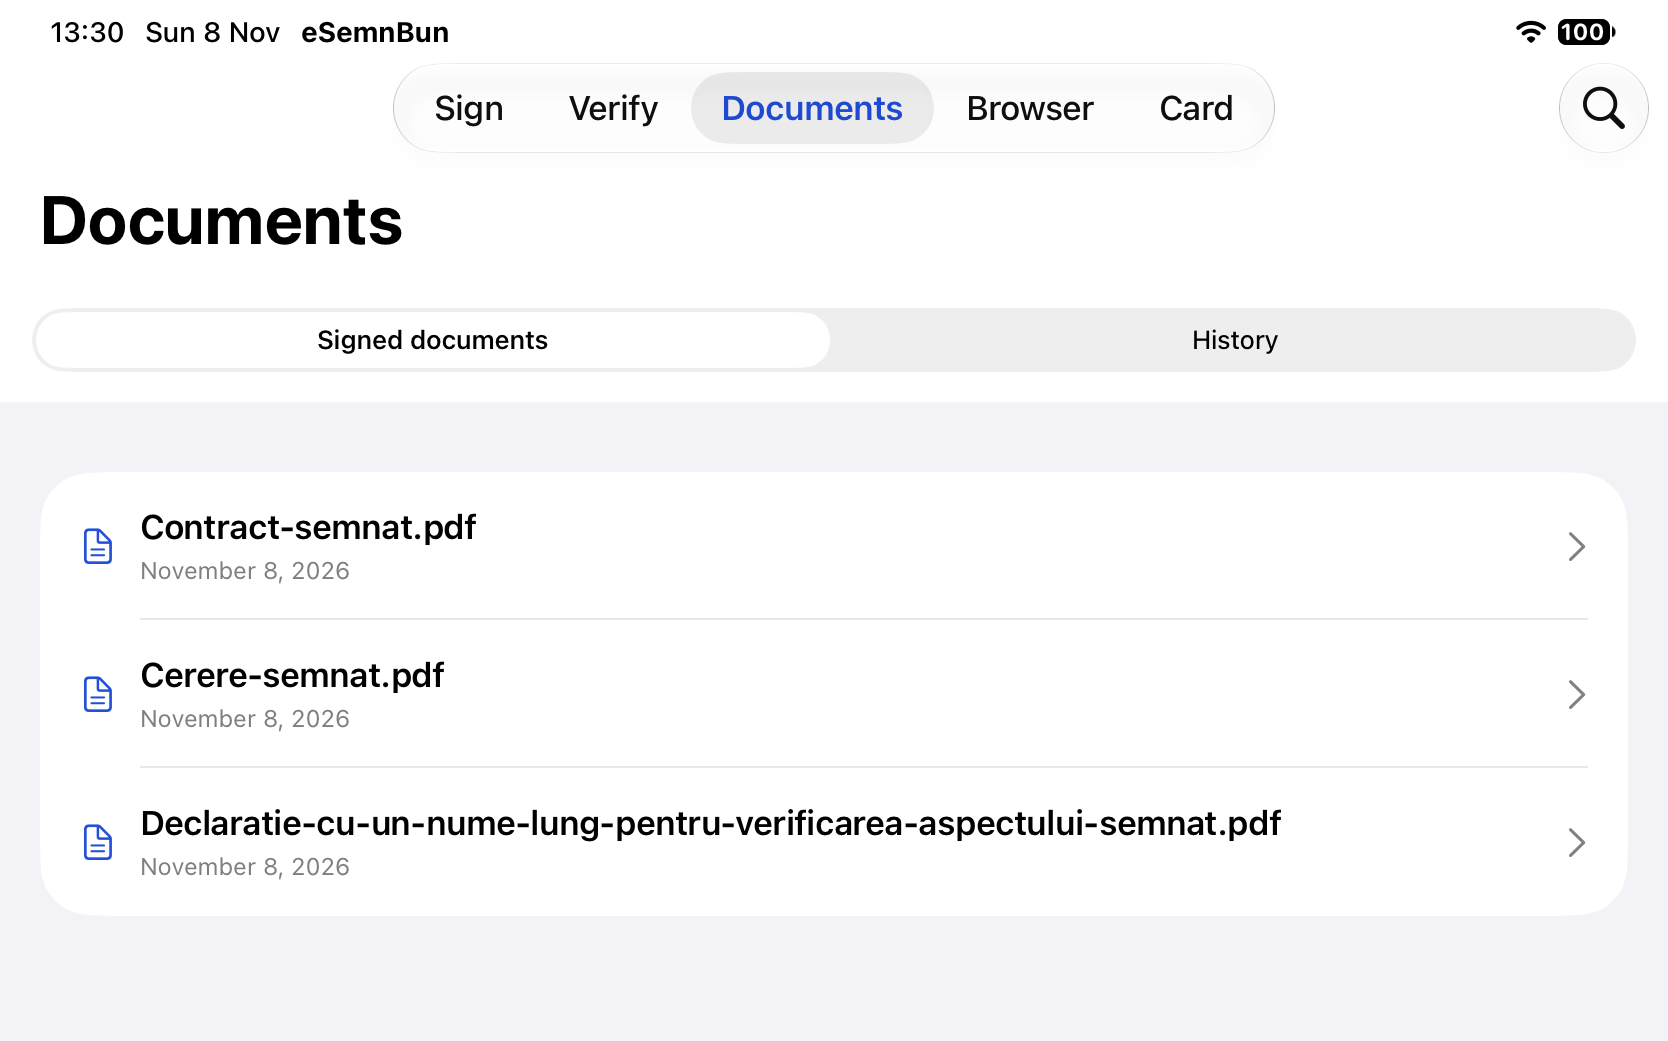 13:30 Sun 8 Nov eSemnBun 100
Sign Verify Documents Browser Card
Documents
Signed documents History
Contract-semnat.pdf
November 8, 2026
Cerere-semnat.pdf
November 8, 2026
Declaratie-cu-un-nume-lung-pentru-verificarea-aspectului-semnat.pdf
November 8, 2026